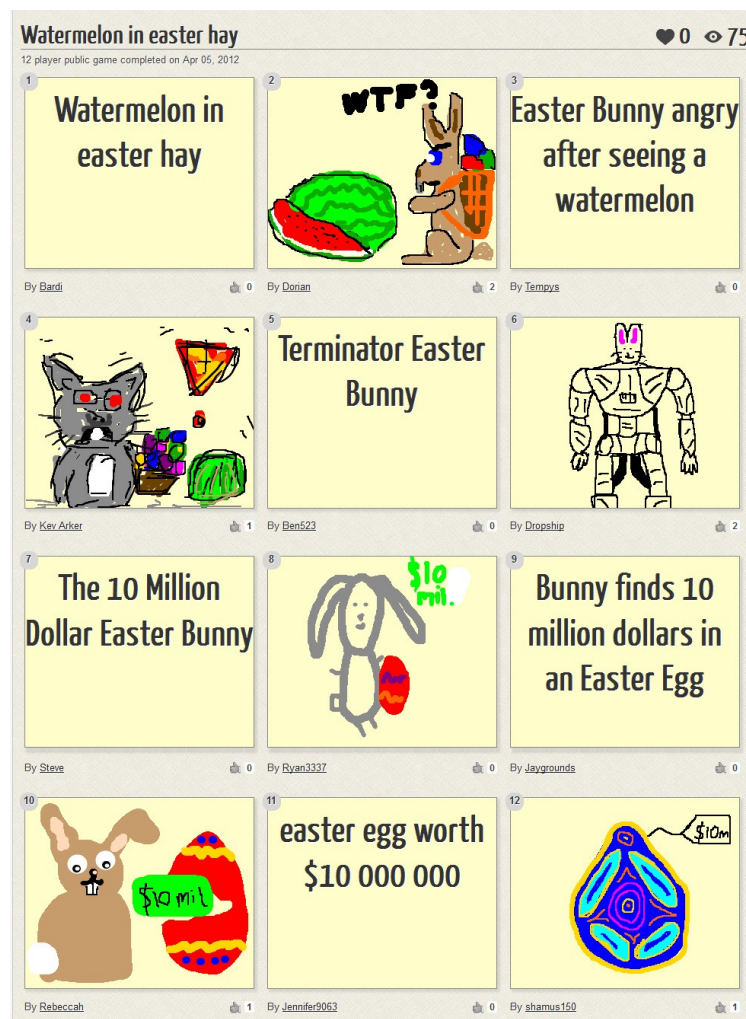 Watermelon in easter hay
0
75
12 player public game completed on Apr 05, 2012
1
Watermelon in
easter hay
By Bardi
0
2
WTF?
By Dorian
2
3
Easter Bunny angry
after seeing a
watermelon
By Tempys
0
4
By Kev Arker
1
5
Terminator Easter
Bunny
By Ben523
0
6
By Dropship
2
7
The 10 Million
Dollar Easter Bunny
By Steve
0
8
$10
mil.
By Ryan3337
0
9
Bunny finds 10
million dollars in
an Easter Egg
By Jaygrounds
0
10
$10 mil
By Rebeccah
1
11
easter egg worth
$10 000 000
By Jennifer9063
0
12
$10m
By shamus150
1